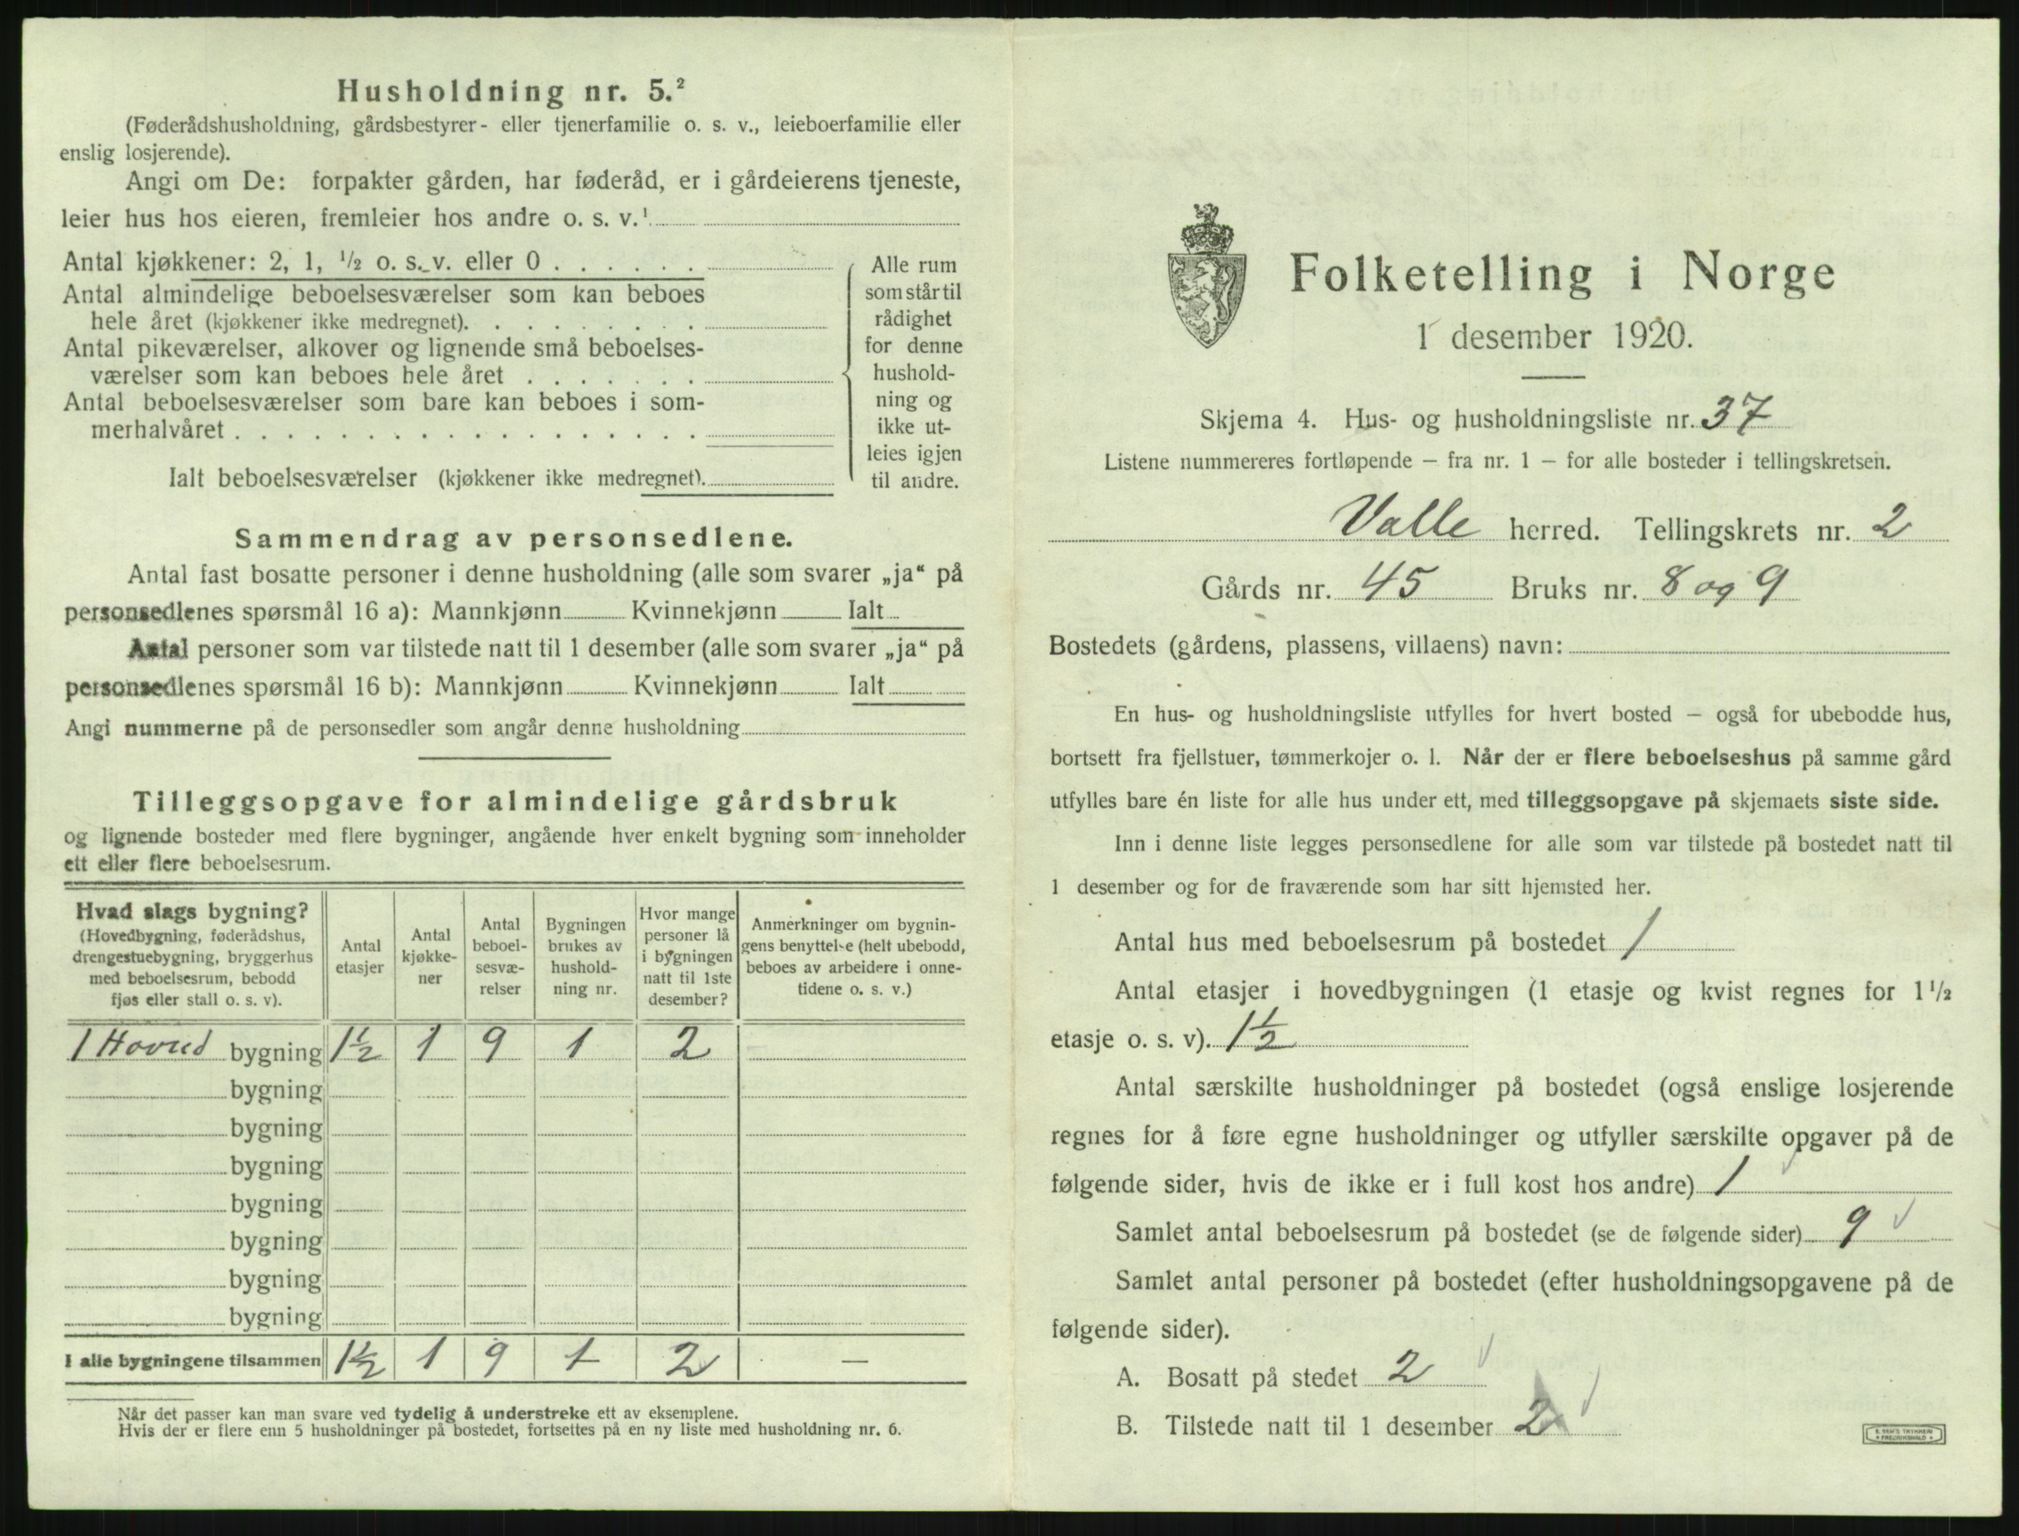 Husholdning nr. 5.²
(Føderådshusholdning, gårdsbestyrer- eller tjenerfamilie o. s. v., leieboerfamilie eller
enslig losjerende).
Angi om De: forpakter gården, har føderåd, er i gårdeierens tjeneste,
leier hus hos eieren, fremleier hos andre o. s. v.¹
Antal kjøkkener: 2, 1, ½ o. s. v. eller 0 . . . . . .
Antal almindelige beboelsesværelser som kan beboes
hele året (kjøkkener ikke medregnet). . . . . . . . .
Antal pikeværelser, alkover og lignende små beboelses-
værelser som kan beboes hele året . . . . . . .
Antal beboelsesværelser som bare kan beboes i som-
merhalvåret . . . . . . . . . . . . . . . . . .
Ialt beboelsesværelser (kjøkkener ikke medregnet).
Alle rum
som står til
rådighet
for denne
hushold-
ning og
ikke ut-
leies igjen
til andre.
Sammendrag av personsedlene.
Antal fast bosatte personer i denne husholdning (alle som svarer „ja“ på
personsedlenes spørsmål 16 a): Mannkjønn Kvinnekjønn Ialt
Antal personer som var tilstede natt til 1 desember (alle som svarer „ja“ på
personsedlenes spørsmål 16 b): Mannkjønn Kvinnekjønn Ialt
Angi nummerne på de personsedler som angår denne husholdning
Tilleggsopgave for almindelige gårdsbruk
og lignende bosteder med flere bygninger, angående hver enkelt bygning som inneholder
ett eller flere beboelsesrum.
Hvad slags bygning?
(Hovedbygning, føderådshus,
drengestuebygning, bryggerhus
med beboelsesrum, bebodd
fjøs eller stall o. s. v).
Antal
etasjer
Antal
kjøkke-
ner
Antal
beboel-
sesvæ-
relser
Bygningen
brukes av
hushold-
ning nr.
Hvor mange
personer lå
i bygningen
natt til 1ste
desember?
Anmerkninger om bygnin-
gens benyttelse (helt ubebodd,
beboes av arbeidere i onne-
tidene o. s. v.)
1 Hoved bygning 1½ 1 9 1 2
bygning
bygning
bygning
bygning
bygning
bygning
bygning
I alle bygningene tilsammen 1½ 1 9 1 2 —
Når det passer kan man svare ved tydelig å understreke ett av eksemplene.
Hvis der er flere enn 5 husholdninger på bostedet, fortsettes på en ny liste med husholdning nr. 6.
Folketelling i Norge
1 desember 1920.
Skjema 4. Hus- og husholdningsliste nr. 37
Listene nummereres fortløpende – fra nr. 1 – for alle bosteder i tellingskretsen.
Valle herred. Tellingskrets nr. 2
Gårds nr. 45 Bruks nr. 8 og 9
Bostedets (gårdens, plassens, villaens) navn:
En hus- og husholdningsliste utfylles for hvert bosted – også for ubebodde hus,
bortsett fra fjellstuer, tømmerkojer o. l. Når der er flere beboelseshus på samme gård
utfylles bare én liste for alle hus under ett, med tilleggsopgave på skjemaets siste side.
Inn i denne liste legges personsedlene for alle som var tilstede på bostedet natt til
1 desember og for de fraværende som har sitt hjemsted her.
Antal hus med beboelsesrum på bostedet 1
Antal etasjer i hovedbygningen (1 etasje og kvist regnes for 1½
etasje o. s. v). 1½
Antal særskilte husholdninger på bostedet (også enslige losjerende
regnes for å føre egne husholdninger og utfyller særskilte opgaver på de
følgende sider, hvis de ikke er i full kost hos andre) 1 ✓
Samlet antal beboelsesrum på bostedet (se de følgende sider) 9 ✓
Samlet antal personer på bostedet (efter husholdningsopgavene på de
følgende sider).
A. Bosatt på stedet 2 ✓
B. Tilstede natt til 1 desember 2 ✓